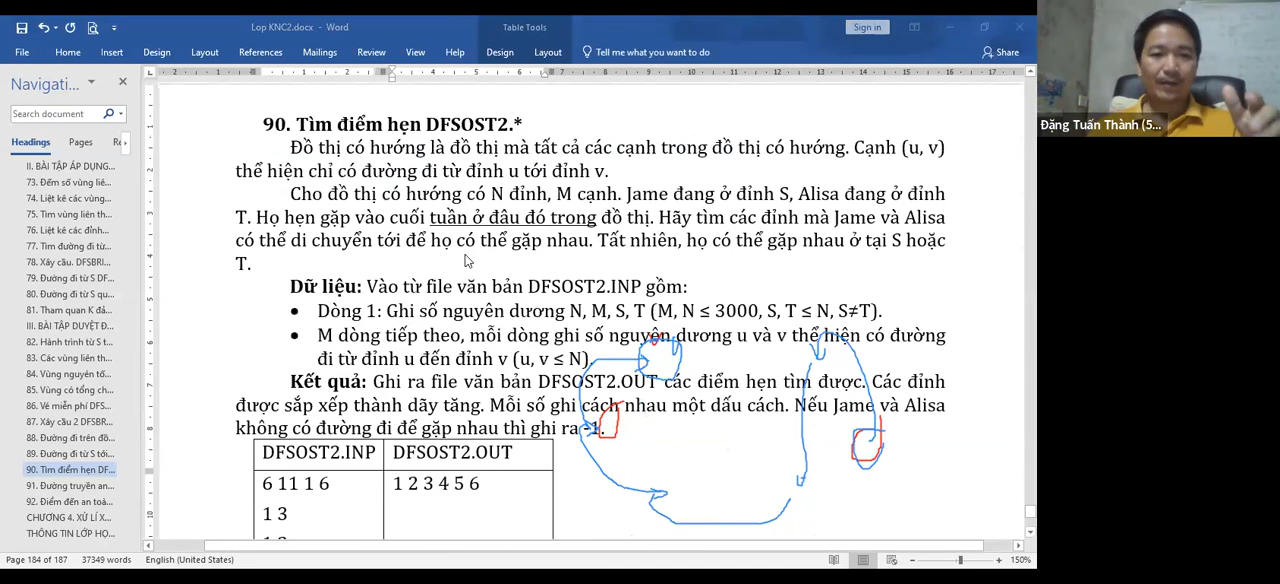 Lop KNC2.docx - Word
Table Tools
Sign in
File Home Insert Design Layout References Mailings Review View Help Design Layout Tell me what you want to do Share
Navigati...
Search document
Headings Pages Re
II. BÀI TẬP ÁP DỤNG...
73. Đếm số vùng liê...
74. Liệt kê các vùng...
75. Tìm vùng liên th...
76. Liệt kê các đỉnh...
77. Tìm đường đi từ...
78. Xây cầu. DFSBRI...
79. Đường đi từ S DF...
80. Đường đi từ S qu...
81. Tham quan K đả...
III. BÀI TẬP DUYỆT Đ...
82. Hành trình từ S t...
83. Các vùng liên th...
84. Vùng nguyên tố...
85. Vùng có tổng ch...
86. Vé miễn phí DFS...
87. Xây cầu 2 DFSBR...
88. Đường đi trên đồ...
89. Đường đi từ S tới...
90. Tìm điểm hẹn DF...
91. Đường truyền an...
92. Điểm đến an toà...
CHƯƠNG 4. XỬ LÍ X...
THÔNG TIN LỚP HỌ...
90. Tìm điểm hẹn DFSOST2.*
Đồ thị có hướng là đồ thị mà tất cả các cạnh trong đồ thị có hướng. Cạnh (u, v)
thể hiện chỉ có đường đi từ đỉnh u tới đỉnh v.
Cho đồ thị có hướng có N đỉnh, M cạnh. Jame đang ở đỉnh S, Alisa đang ở đỉnh
T. Họ hẹn gặp vào cuối tuần ở đâu đó trong đồ thị. Hãy tìm các đỉnh mà Jame và Alisa
có thể di chuyển tới để họ có thể gặp nhau. Tất nhiên, họ có thể gặp nhau ở tại S hoặc
T.
Dữ liệu: Vào từ file văn bản DFSOST2.INP gồm:
• Dòng 1: Ghi số nguyên dương N, M, S, T (M, N ≤ 3000, S, T ≤ N, S≠T).
• M dòng tiếp theo, mỗi dòng ghi số nguyên dương u và v thể hiện có đường
đi từ đỉnh u đến đỉnh v (u, v ≤ N).
Kết quả: Ghi ra file văn bản DFSOST2.OUT các điểm hẹn tìm được. Các đỉnh
được sắp xếp thành dãy tăng. Mỗi số ghi cách nhau một dấu cách. Nếu Jame và Alisa
không có đường đi để gặp nhau thì ghi ra -1.
DFSOST2.INP DFSOST2.OUT
6 11 1 6 1 2 3 4 5 6
1 3
Đặng Tuấn Thành (5...
Page 184 of 187 37349 words English (United States) 150%